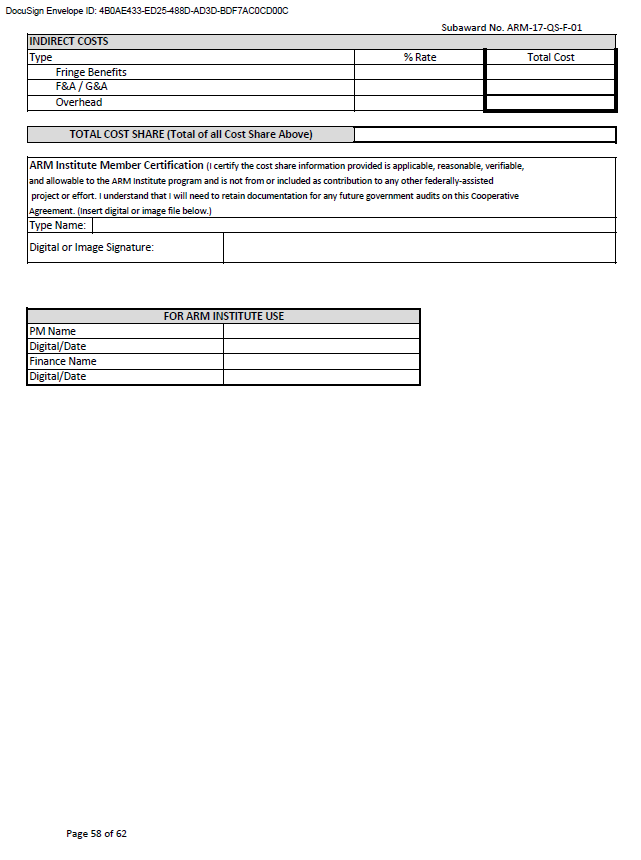 DocuSign Envelope ID: 4B0AE433-ED25-488D-AD3D-BDF7AC0CD00C
Subaward No. ARM-17-QS-F-01
INDIRECT COSTS
Type % Rate Total Cost
Fringe Benefits
F&A / G&A
Overhead
TOTAL COST SHARE (Total of all Cost Share Above)
ARM Institute Member Certification (I certify the cost share information provided is applicable, reasonable, verifiable,
and allowable to the ARM Institute program and is not from or included as contribution to any other federally-assisted
project or effort. I understand that I will need to retain documentation for any future government audits on this Cooperative
Agreement. (Insert digital or image file below.)
Type Name:
Digital or Image Signature:
FOR ARM INSTITUTE USE
PM Name
Digital/Date
Finance Name
Digital/Date
Page 58 of 62